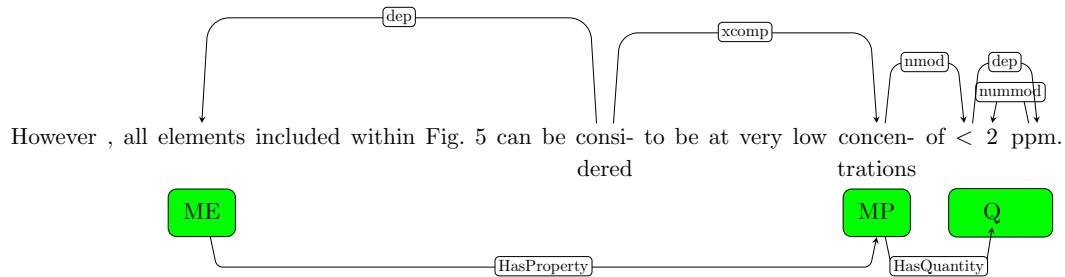 dep
xcomp
nmod dep
nummod
However , all elements included within Fig. 5 can be consi- to be at very low concen- of < 2 ppm.
dered trations
ME MP Q
HasProperty HasQuantity